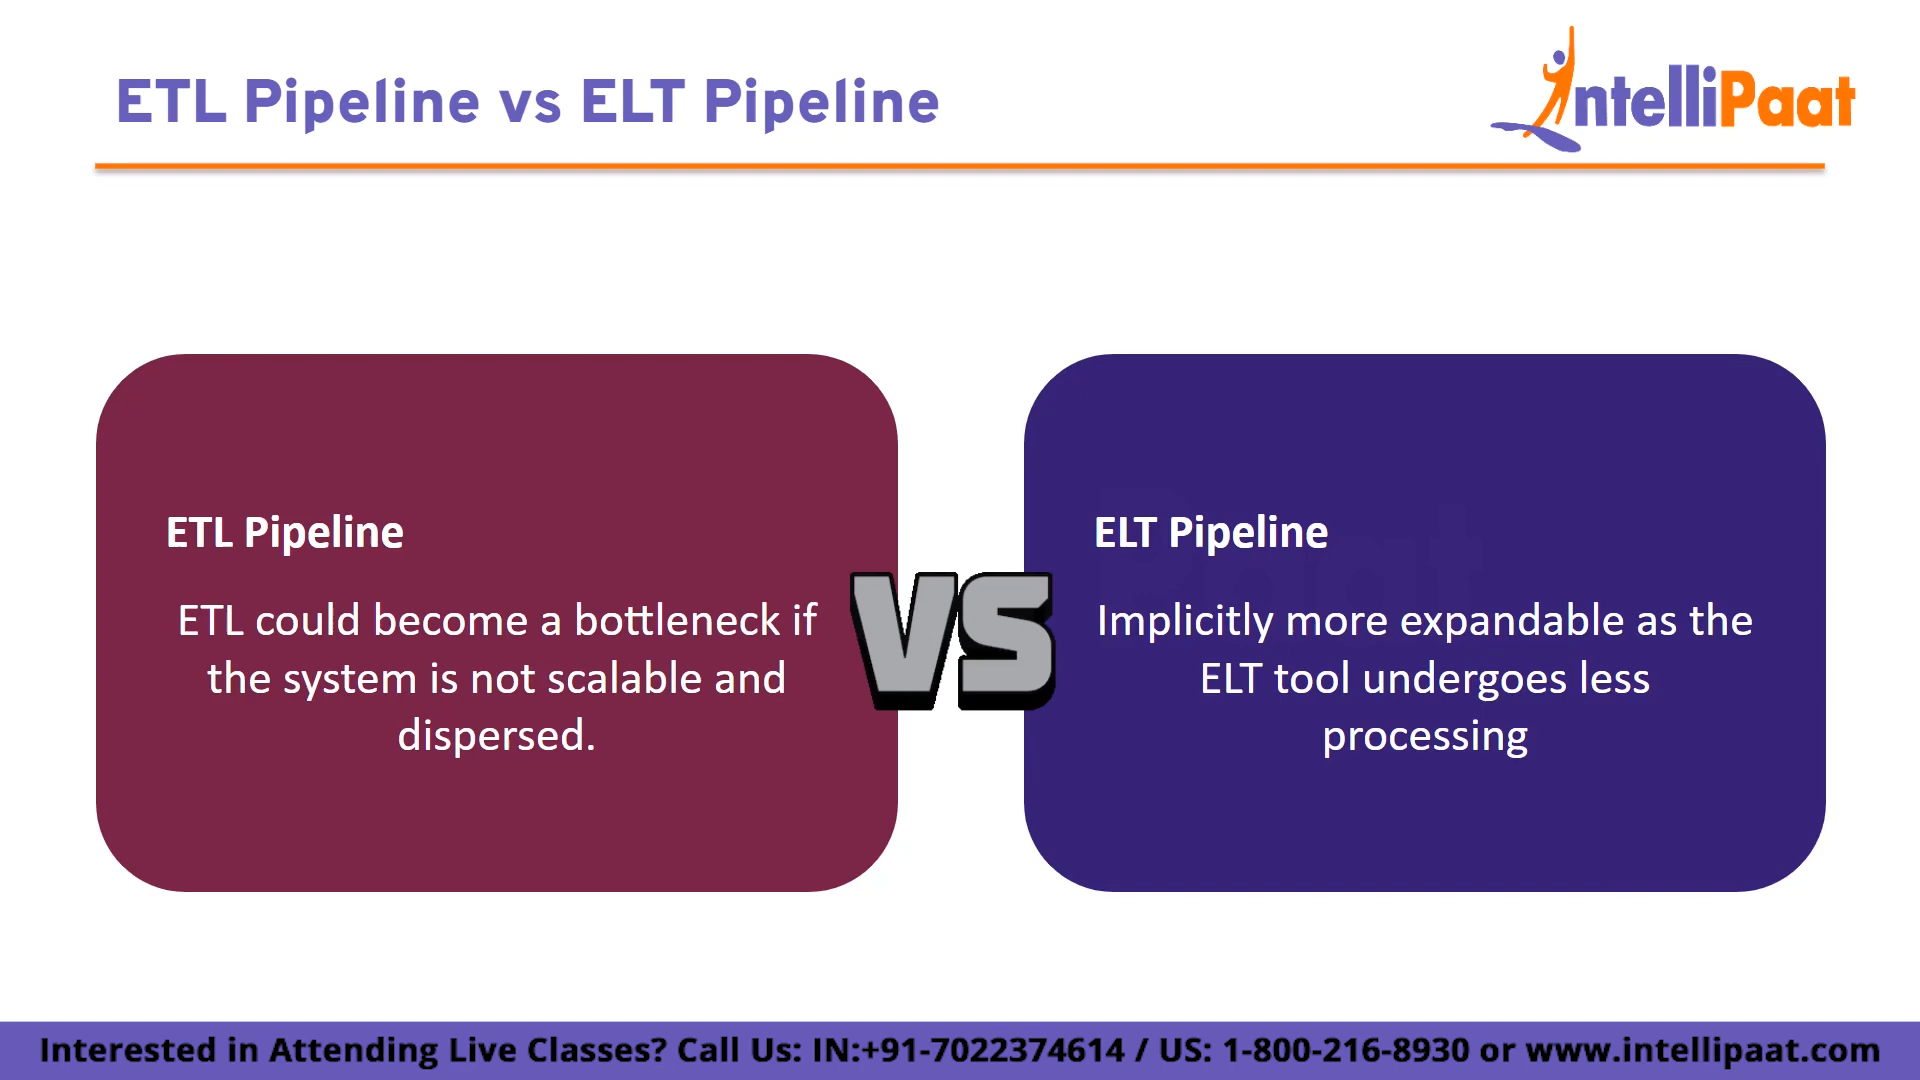 ETL Pipeline vs ELT Pipeline
IntelliPaat
ETL Pipeline
ETL could become a bottleneck if
the system is not scalable and
dispersed.
VS
ELT Pipeline
Implicitly more expandable as the
ELT tool undergoes less
processing
Interested in Attending Live Classes? Call Us: IN:+91-7022374614 / US: 1-800-216-8930 or www.intellipaat.com